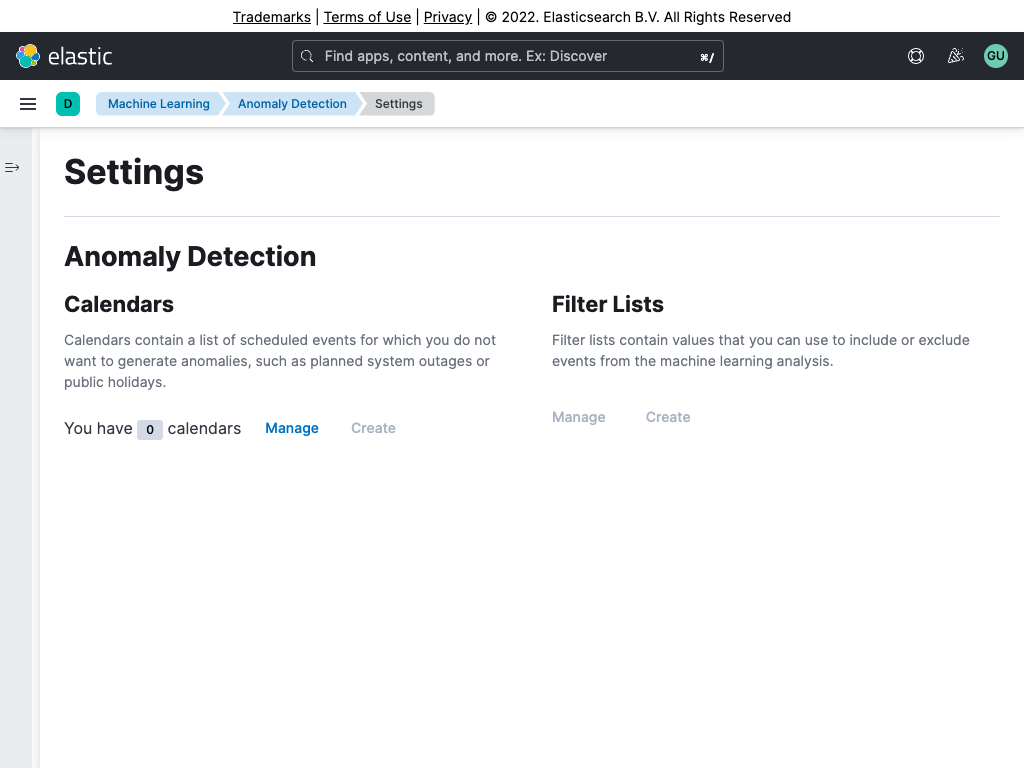 Trademarks | Terms of Use | Privacy | © 2022. Elasticsearch B.V. All Rights Reserved
elastic
Find apps, content, and more. Ex: Discover ⌘/
GU
D
Machine Learning
Anomaly Detection
Settings
Settings
Anomaly Detection
Calendars
Calendars contain a list of scheduled events for which you do not
want to generate anomalies, such as planned system outages or
public holidays.
You have 0 calendars Manage Create
Filter Lists
Filter lists contain values that you can use to include or exclude
events from the machine learning analysis.
Manage Create